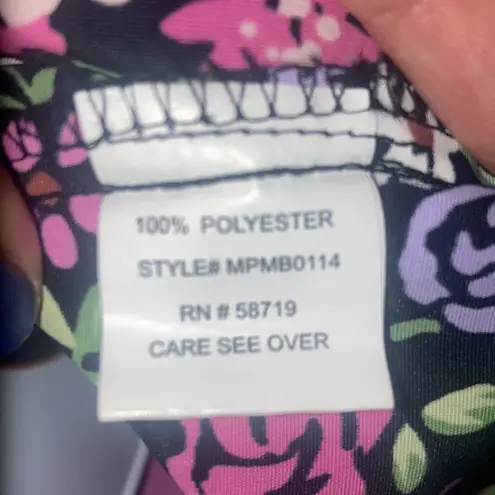 100% POLYESTER
STYLE# MPMB0114
RN # 58719
CARE SEE OVER